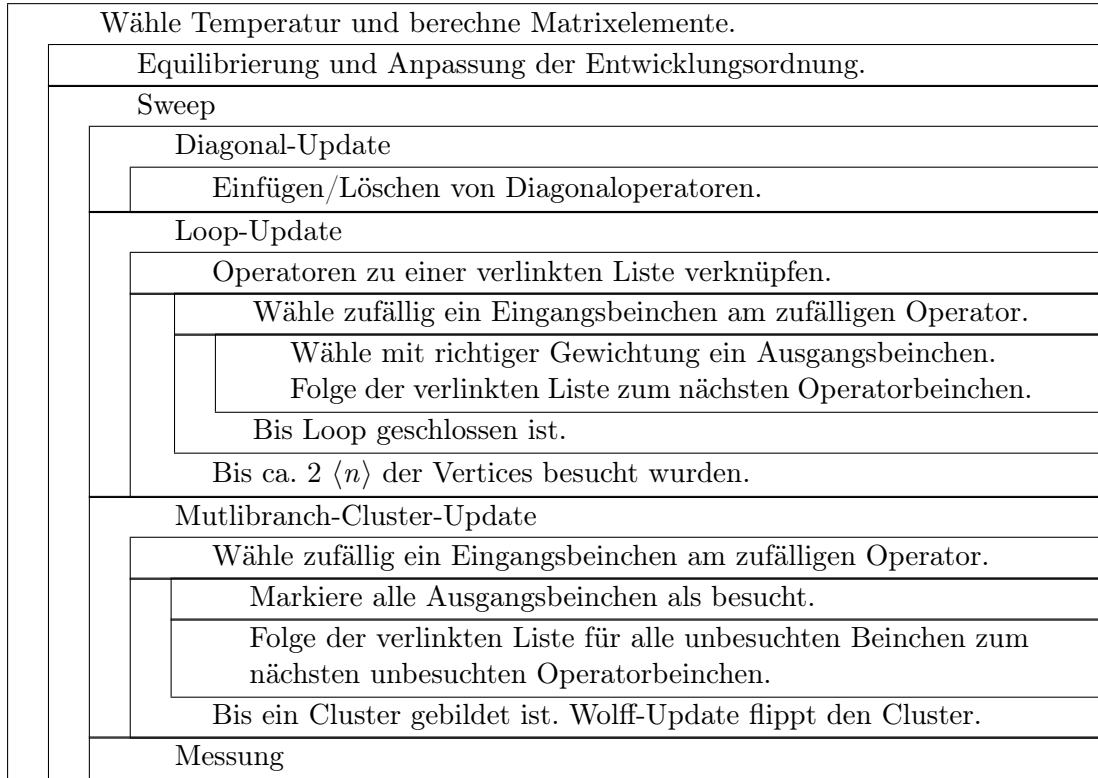 Wähle Temperatur und berechne Matrixelemente.
Equilibrierung und Anpassung der Entwicklungsordnung.
Sweep
Diagonal-Update
Einfügen/Löschen von Diagonaloperatoren.
Loop-Update
Operatoren zu einer verlinkten Liste verknüpfen.
Wähle zufällig ein Eingangsbeinchen am zufälligen Operator.
Wähle mit richtiger Gewichtung ein Ausgangsbeinchen.
Folge der verlinkten Liste zum nächsten Operatorbeinchen.
Bis Loop geschlossen ist.
Bis ca. 2 ⟨n⟩ der Vertices besucht wurden.
Mutlibranch-Cluster-Update
Wähle zufällig ein Eingangsbeinchen am zufälligen Operator.
Markiere alle Ausgangsbeinchen als besucht.
Folge der verlinkten Liste für alle unbesuchten Beinchen zum
nächsten unbesuchten Operatorbeinchen.
Bis ein Cluster gebildet ist. Wolff-Update flippt den Cluster.
Messung